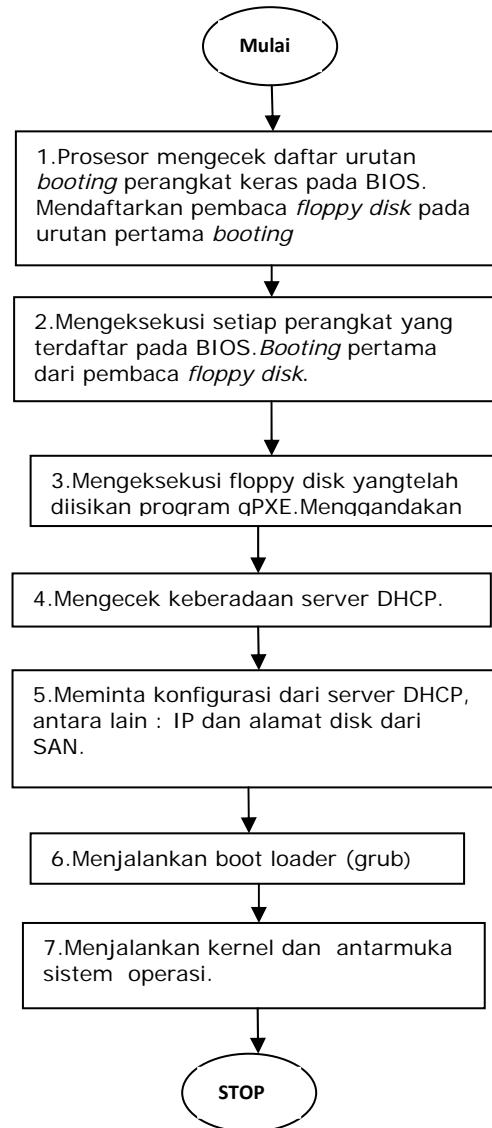 Mulai
1.Prosesor mengecek daftar urutan
booting perangkat keras pada BIOS.
Mendaftarkan pembaca floppy disk pada
urutan pertama booting
2.Mengeksekusi setiap perangkat yang
terdaftar pada BIOS.Booting pertama
dari pembaca floppy disk.
3.Mengeksekusi floppy disk yangtelah
diisikan program gPXE.Menggandakan
4.Mengecek keberadaan server DHCP.
5.Meminta konfigurasi dari server DHCP,
antara lain : IP dan alamat disk dari
SAN.
6.Menjalankan boot loader (grub)
7.Menjalankan kernel dan antarmuka
sistem operasi.
STOP